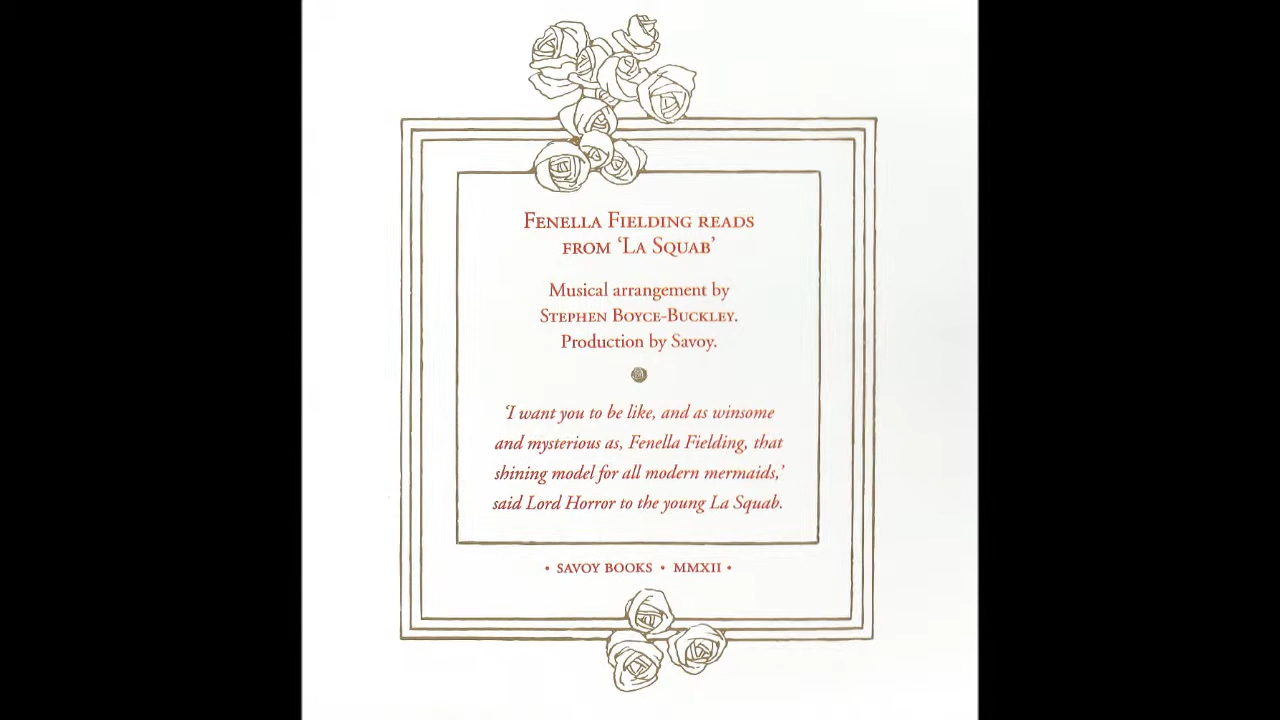 Fenella Fielding reads
from ‘La Squab’
Musical arrangement by
Stephen Boyce-Buckley.
Production by Savoy.
‘I want you to be like, and as winsome
and mysterious as, Fenella Fielding, that
shining model for all modern mermaids,’
said Lord Horror to the young La Squab.
• SAVOY BOOKS • MMXII •